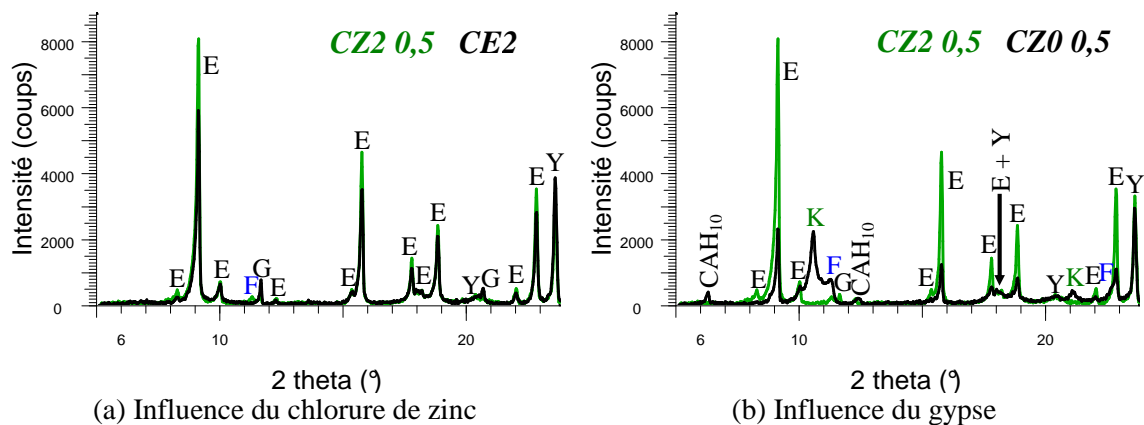 CZ2 0,5 CE2
Intensité (coups)
8000
6000
4000
2000
0
E
E
E
F
G
E
E
E
E
E
E
Y
G
E
E
Y
6
10
20
2 theta (°)
(a) Influence du chlorure de zinc
CZ2 0,5 CZ0 0,5
Intensité (coups)
8000
6000
4000
2000
0
CAH10
E
E
E
K
F
G
CAH10
E
E
E
E + Y
E
Y
K
E
F
E
Y
6
10
20
2 theta (°)
(b) Influence du gypse